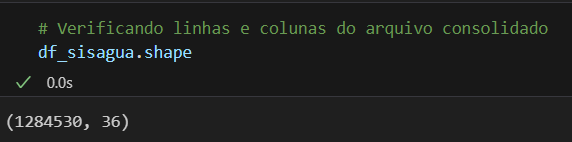 # Verificando linhas e colunas do arquivo consolidado
df_sisagua.shape
0.0s
(1284530, 36)